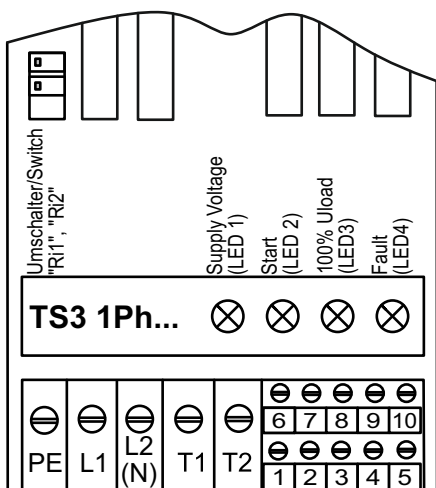 Umschalter/Switch
"Ri1", "Ri2"
Supply Voltage
(LED 1)
Start
(LED 2)
100% Uload
(LED3)
Fault
(LED4)
TS3 1Ph...
PE
L1
L2
(N)
T1
T2
6 7 8 9 10
1 2 3 4 5